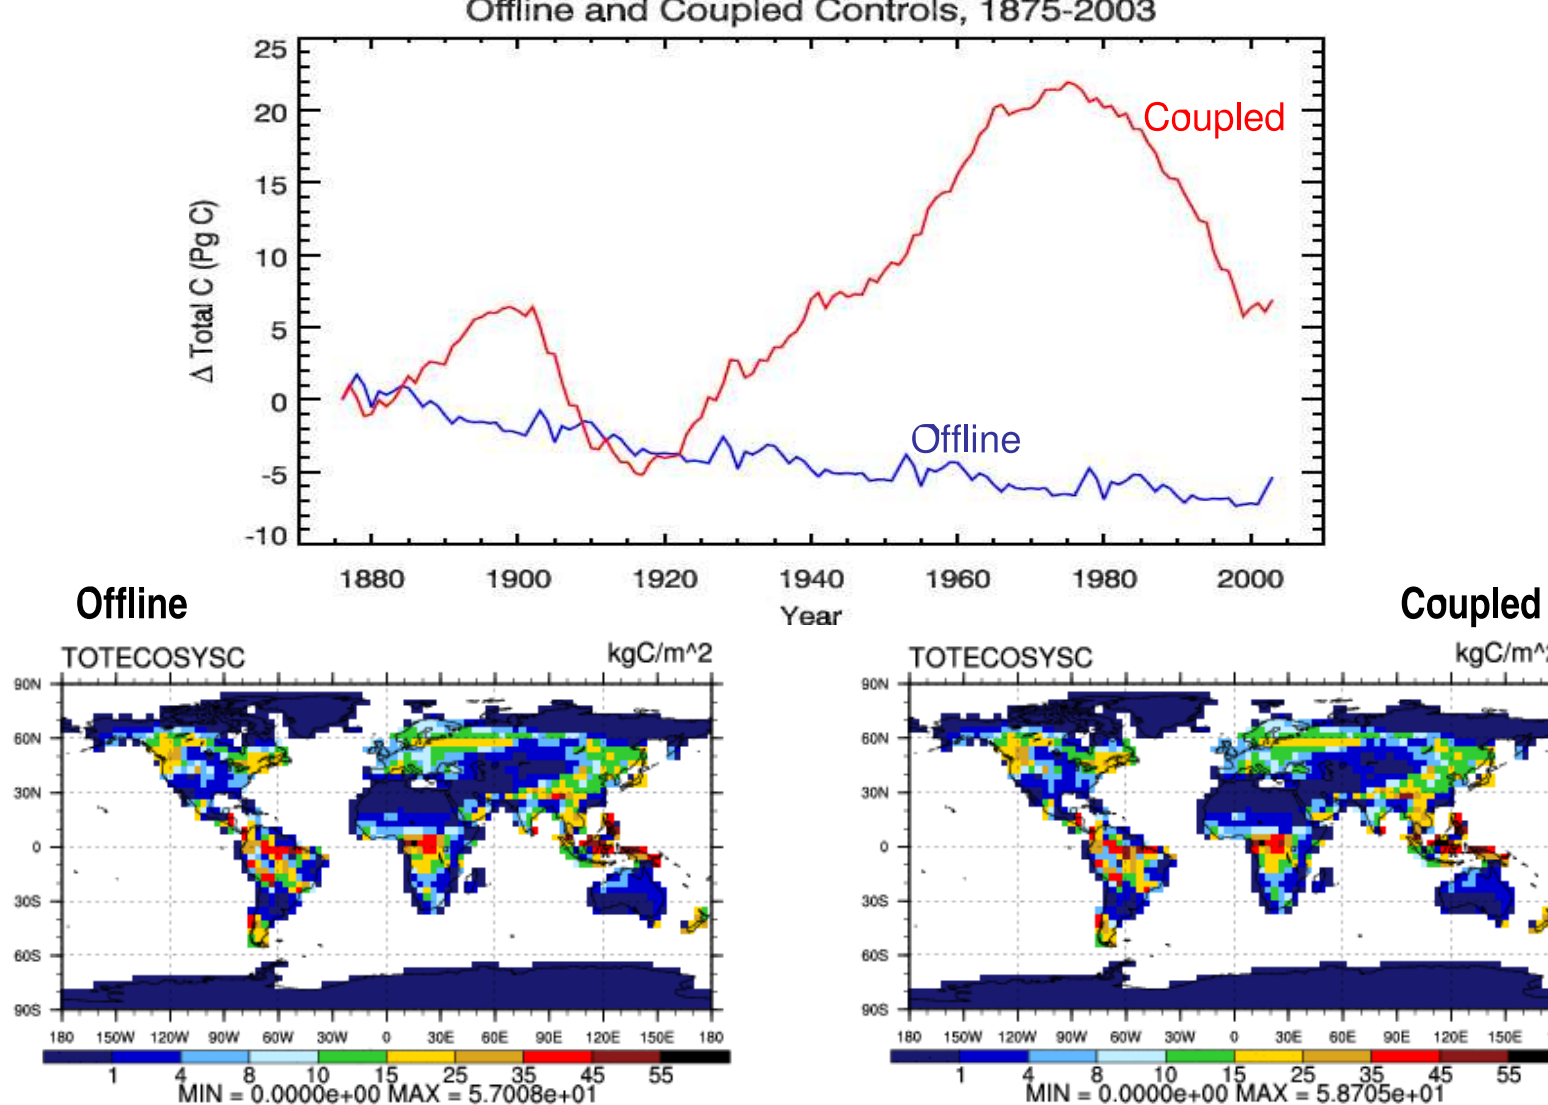 Offline and Coupled Controls, 1875-2003
25
20
15
10
5
0
-5
-10
Δ Total C (Pg C)
Coupled
Offline
1880 1900 1920 1940 1960 1980 2000
Year
Offline
Coupled
TOTECOSYSC kgC/m^2
90N
60N
30N
0
30S
60S
90S
180 150W 120W 90W 60W 30W 0 30E 60E 90E 120E 150E 180
1 4 8 10 15 25 35 45 55
MIN = 0.0000e+00 MAX = 5.7008e+01
TOTECOSYSC kgC/m^2
90N
60N
30N
0
30S
60S
90S
180 150W 120W 90W 60W 30W 0 30E 60E 90E 120E 150E
1 4 8 10 15 25 35 45 55
MIN = 0.0000e+00 MAX = 5.8705e+01